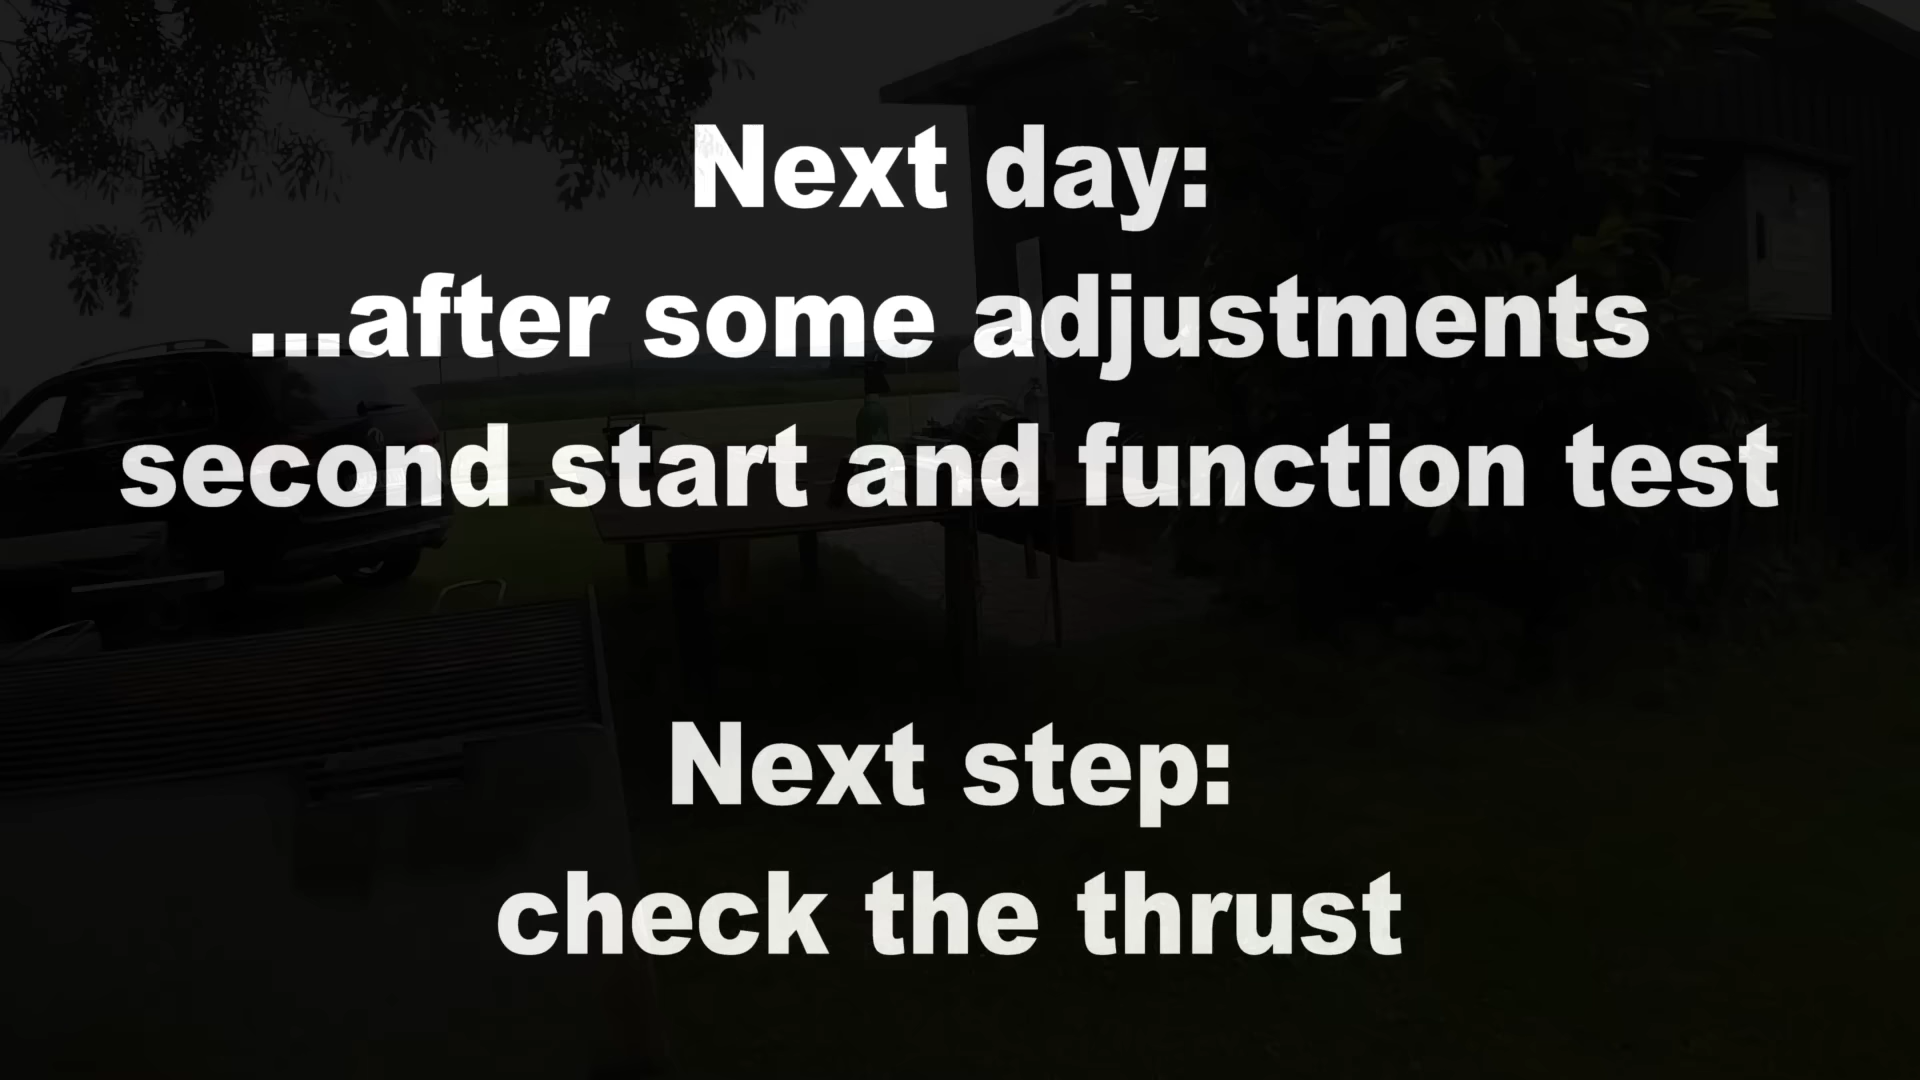 Next day:
...after some adjustments
second start and function test
Next step:
check the thrust